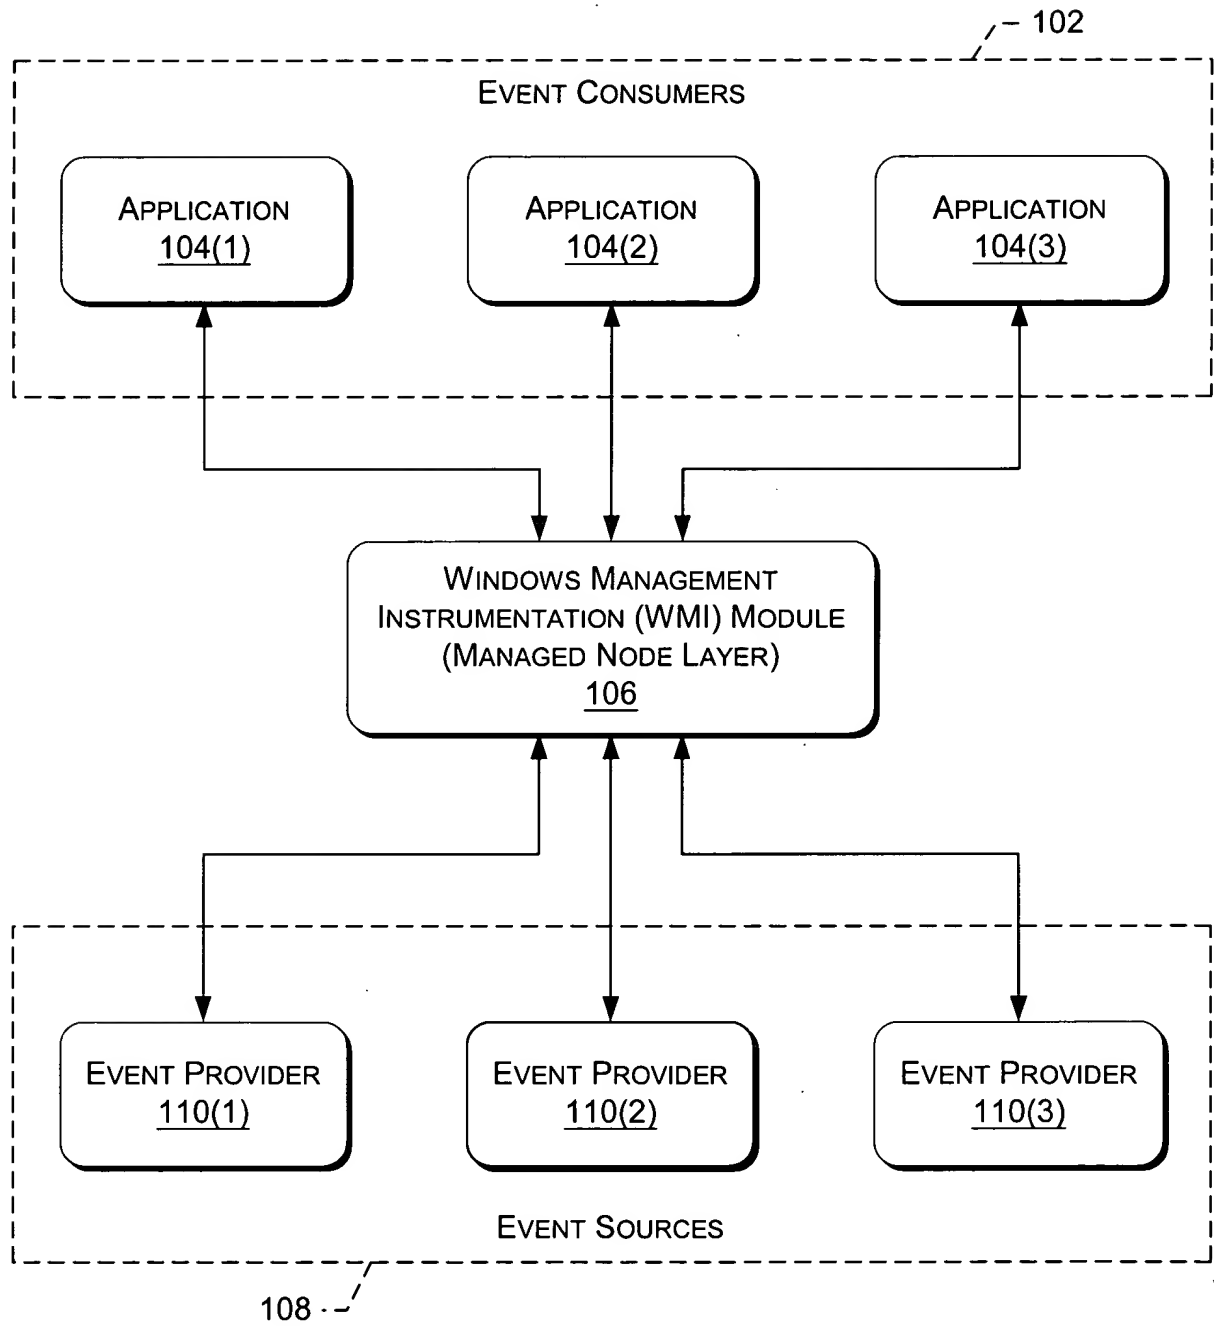 102
EVENT CONSUMERS
APPLICATION
104(1)
APPLICATION
104(2)
APPLICATION
104(3)
WINDOWS MANAGEMENT
INSTRUMENTATION (WMI) MODULE
(MANAGED NODE LAYER)
106
EVENT PROVIDER
110(1)
EVENT PROVIDER
110(2)
EVENT PROVIDER
110(3)
EVENT SOURCES
108